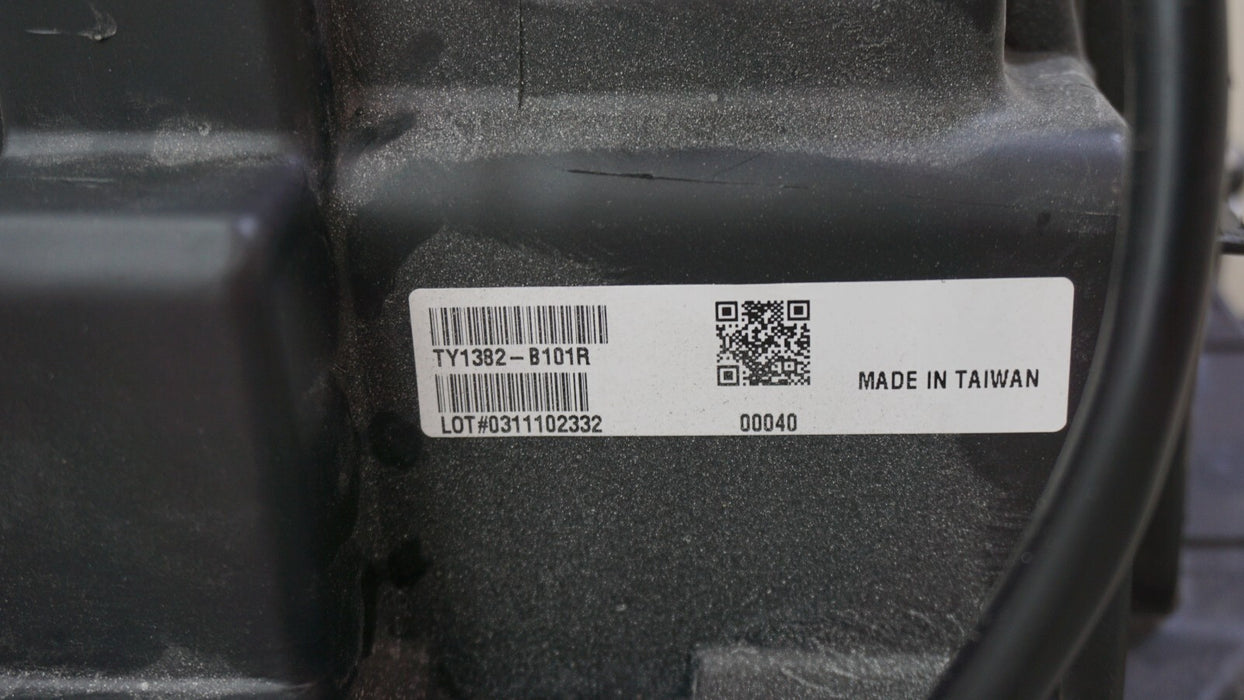 TY1382-B101R
LOT#0311102332
00040
MADE IN TAIWAN